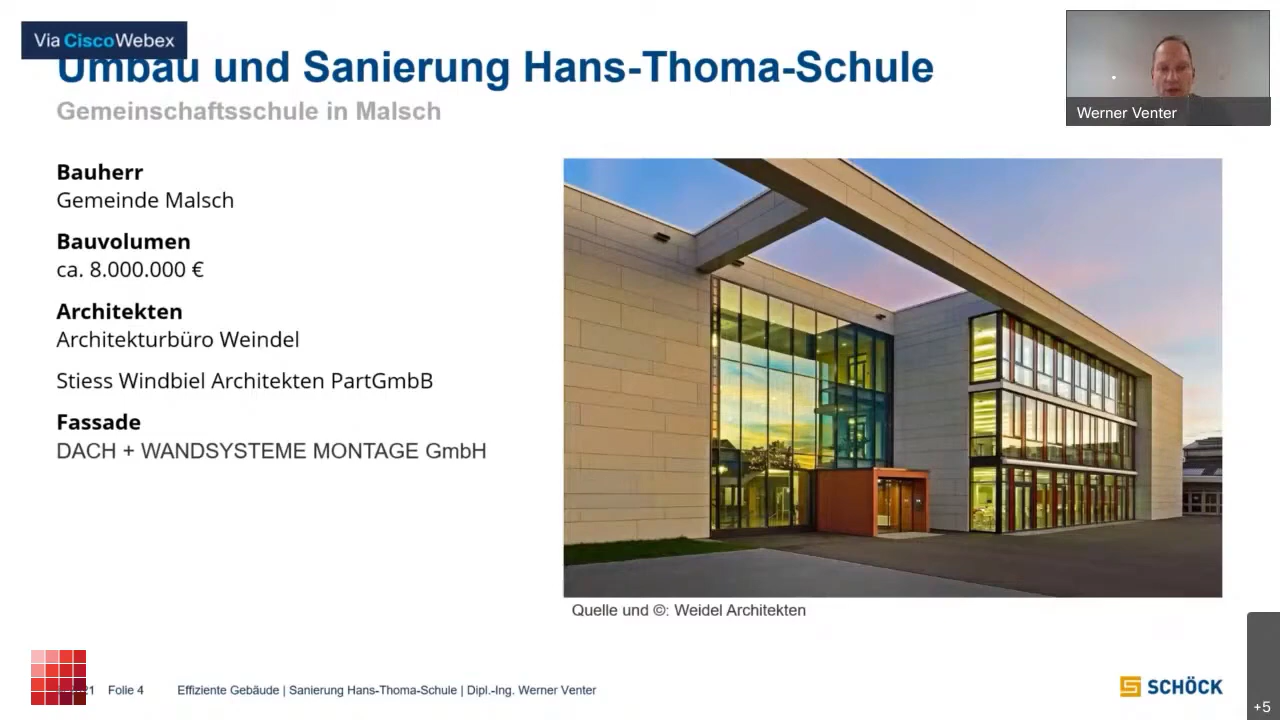 Via CiscoWebex
Umbau und Sanierung Hans-Thoma-Schule
Gemeinschaftsschule in Malsch
Werner Venter
Bauherr
Gemeinde Malsch
Bauvolumen
ca. 8.000.000 €
Architekten
Architekturbüro Weindel
Stiess Windbiel Architekten PartGmbB
Fassade
DACH + WANDSYSTEME MONTAGE GmbH
Quelle und ©: Weidel Architekten
Folie 4 Effiziente Gebäude | Sanierung Hans-Thoma-Schule | Dipl.-Ing. Werner Venter
SCHÖCK
+5